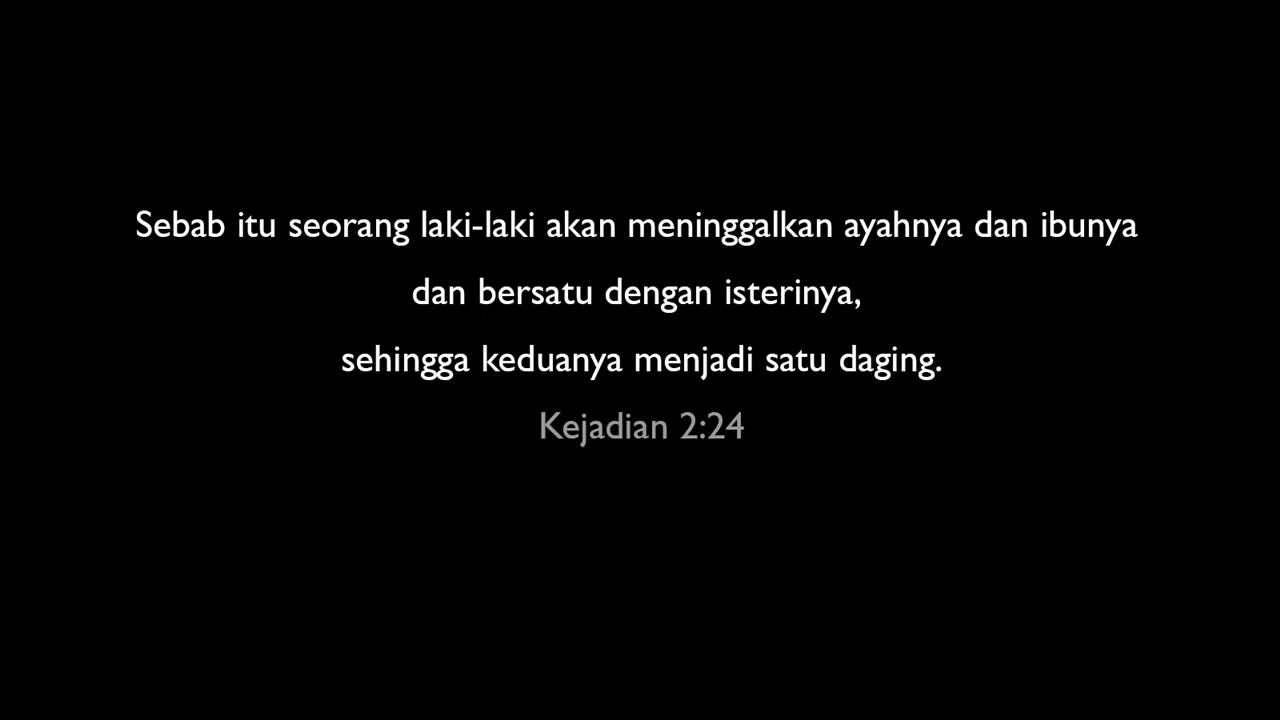 Sebab itu seorang laki-laki akan meninggalkan ayahnya dan ibunya
dan bersatu dengan isterinya,
sehingga keduanya menjadi satu daging.
Kejadian 2:24